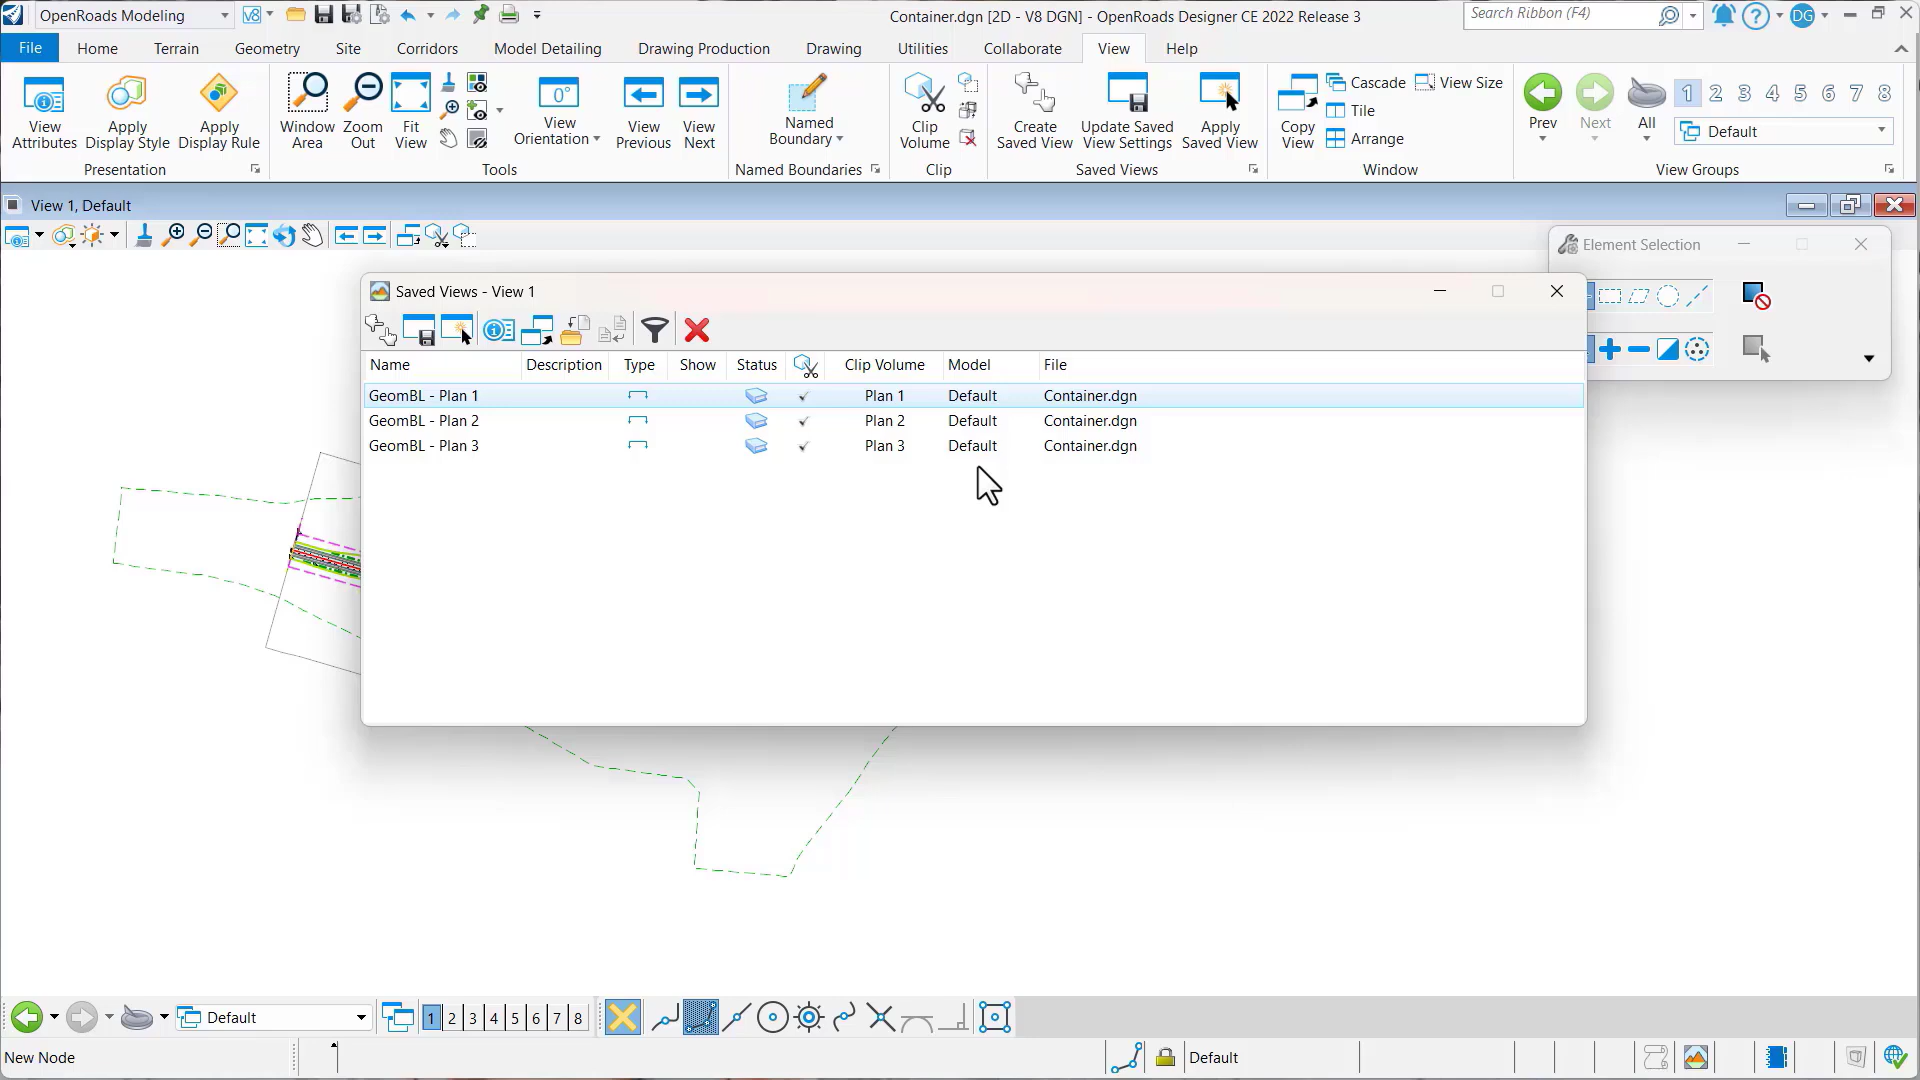 OpenRoads Modeling
Container.dgn [2D - V8 DGN] - OpenRoads Designer CE 2022 Release 3
Search Ribbon (F4)
DG
File Home Terrain Geometry Site Corridors Model Detailing Drawing Production Drawing Utilities Collaborate View Help
View Attributes
Apply Display Style
Apply Display Rule
Presentation
Window Area
Zoom Out
Fit View
View Orientation
View Previous
View Next
Tools
Named Boundary
Named Boundaries
Clip Volume
Clip
Create Saved View
Update Saved View Settings
Apply Saved View
Saved Views
Copy View
Cascade
View Size
Tile
Arrange
Window
Prev
Next
All
1 2 3 4 5 6 7 8
Default
View Groups
View 1, Default
Element Selection
Saved Views - View 1
Name Description Type Show Status Clip Volume Model File
GeomBL - Plan 1 Plan 1 Default Container.dgn
GeomBL - Plan 2 Plan 2 Default Container.dgn
GeomBL - Plan 3 Plan 3 Default Container.dgn
Default
1 2 3 4 5 6 7 8
New Node
Default